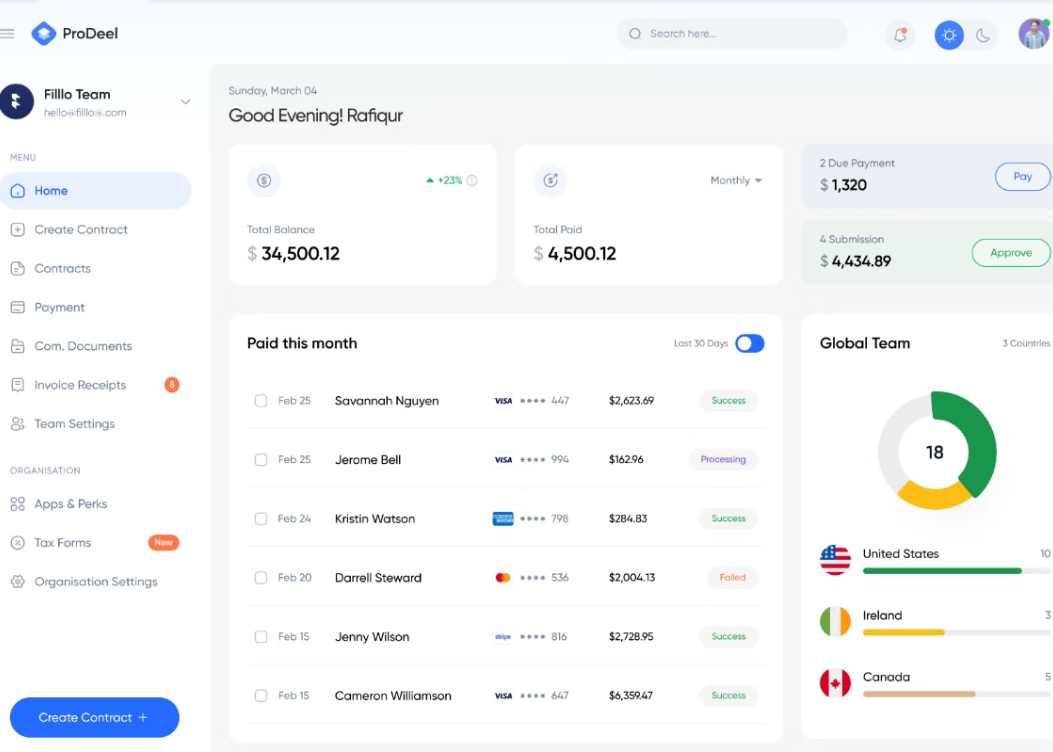 ProDeel
Search here...
Filllo Team
hello@filllo@.com
MENU
Home
Create Contract
Contracts
Payment
Com. Documents
Invoice Receipts 8
Team Settings
ORGANISATION
Apps & Perks
Tax Forms New
Organisation Settings
Create Contract +
Sunday, March 04
Good Evening! Rafiqur
$ +23%
Total Balance
$ 34,500.12
Monthly
Total Paid
$ 4,500.12
2 Due Payment
$ 1,320
Pay
4 Submission
$ 4,434.89
Approve
Paid this month Last 30 Days
Feb 25 Savannah Nguyen VISA **** 447 $2,623.69 Success
Feb 25 Jerome Bell VISA **** 994 $162.96 Processing
Feb 24 Kristin Watson **** 798 $284.83 Success
Feb 20 Darrell Steward **** 536 $2,004.13 Failed
Feb 15 Jenny Wilson stripe **** 816 $2,728.95 Success
Feb 15 Cameron Williamson VISA **** 647 $6,359.47 Success
Global Team 3 Countries
18
United States 10
Ireland 3
Canada 5